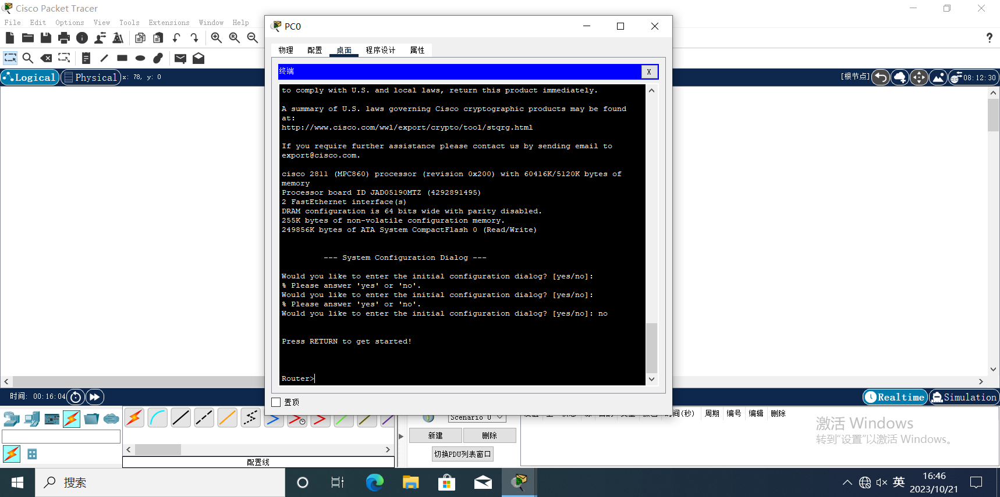 Cisco Packet Tracer
File Edit Options View Tools Extensions Window Help
Logical
Physical
x: 78, y: 0
[根节点]
08:12:30
PC0
物理 配置 桌面 程序设计 属性
终端
X
to comply with U.S. and local laws, return this product immediately.
A summary of U.S. laws governing Cisco cryptographic products may be found
at:
http://www.cisco.com/wwl/export/crypto/tool/stqrg.html
If you require further assistance please contact us by sending email to
export@cisco.com.
cisco 2811 (MPC860) processor (revision 0x200) with 60416K/5120K bytes of
memory
Processor board ID JAD05190MTZ (4292891495)
2 FastEthernet interface(s)
DRAM configuration is 64 bits wide with parity disabled.
255K bytes of non-volatile configuration memory.
249856K bytes of ATA System CompactFlash 0 (Read/Write)
--- System Configuration Dialog ---
Would you like to enter the initial configuration dialog? [yes/no]:
% Please answer 'yes' or 'no'.
Would you like to enter the initial configuration dialog? [yes/no]:
% Please answer 'yes' or 'no'.
Would you like to enter the initial configuration dialog? [yes/no]: no
Press RETURN to get started!
Router>
置顶
时间: 00:16:04
Realtime
Simulation
Scenario 0
新建
删除
切换PDU列表窗口
间(秒) 周期 编号 编辑 删除
配置线
激活 Windows
转到“设置”以激活 Windows。
搜索
英
16:46
2023/10/21